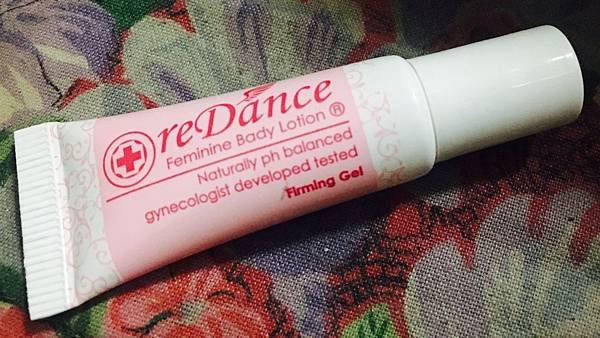 reDance
Feminine Body Lotion ®
Naturally ph balanced
gynecologist developed tested
Firming Gel